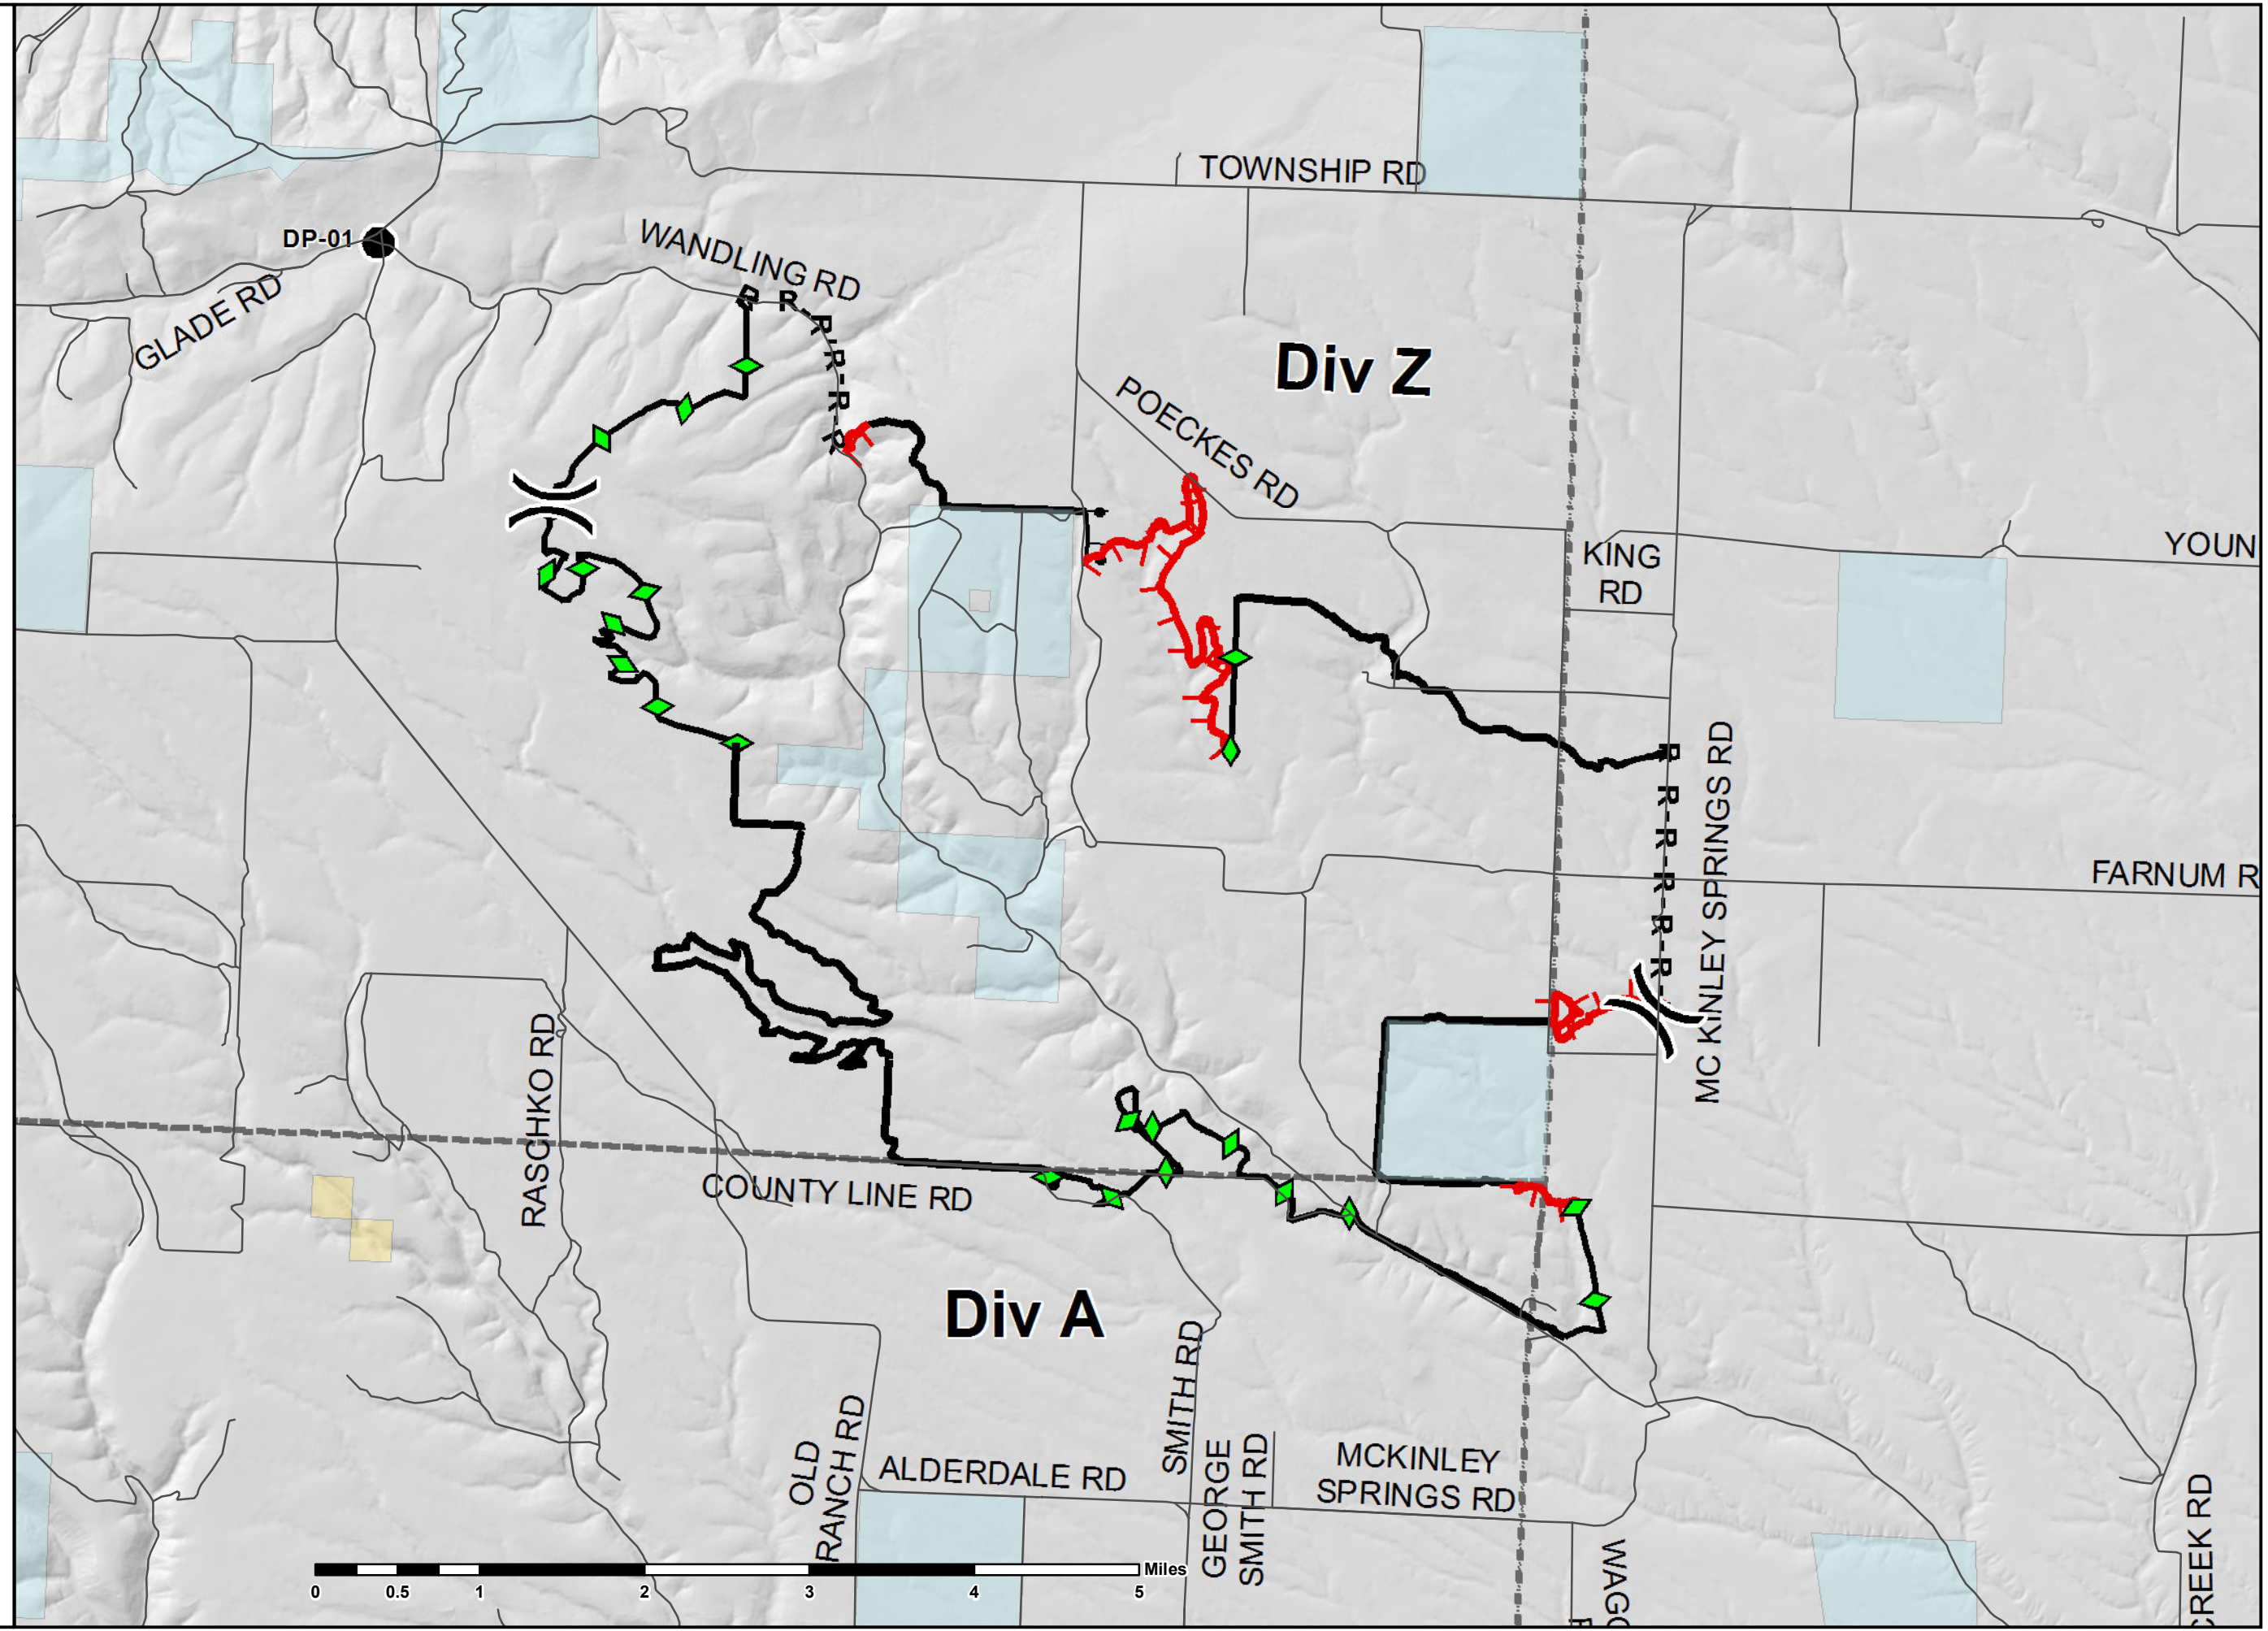 TOWNSHIP RD
DP-01
WANDLING RD
GLADE RD
R R-R-R-R-R
Div Z
POECKES RD
KING
RD
YOUN
R R-R-R-R-R
MC KINLEY SPRINGS RD
FARNUM R
RASCHKO RD
COUNTY LINE RD
Div A
OLD
RANCH RD
ALDERDALE RD
SMITH RD
GEORGE
SMITH RD
MCKINLEY
SPRINGS RD
CREEK RD
Miles
0 0.5 1 2 3 4 5